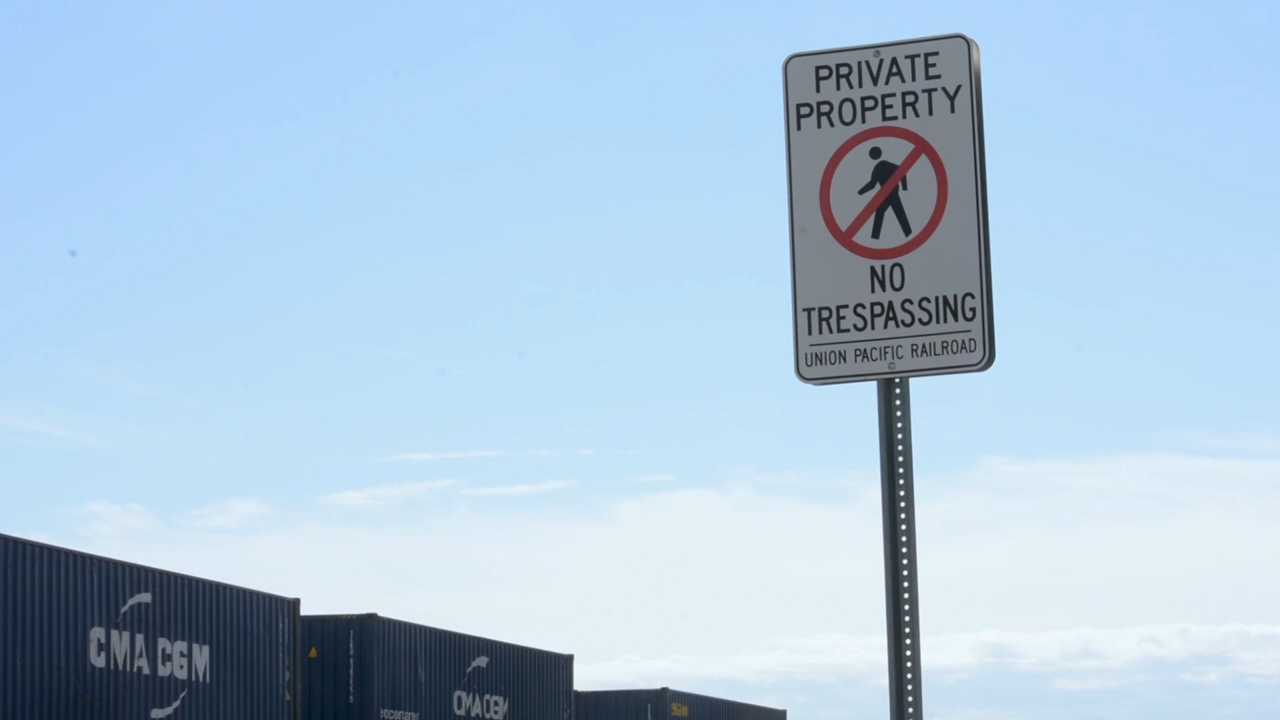 PRIVATE
PROPERTY
NO
TRESPASSING
UNION PACIFIC RAILROAD
CMA CGM
CMA CGM